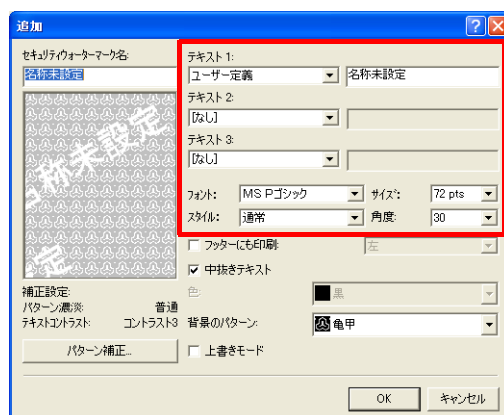 追加
セキュリティウォーターマーク名:
名称未設定
テキスト1:
ユーザー定義
名称未設定
テキスト2:
[なし]
テキスト3:
[なし]
フォント:
MS Pゴシック
サイズ:
72 pts
スタイル:
通常
角度:
30
フッターにも印刷:
左
中抜きテキスト
色:
黒
背景のパターン:
亀甲
上書きモード
名称未設定
補正設定:
パターン濃淡:
普通
テキストコントラスト:
コントラスト3
パターン補正...
OK
キャンセル